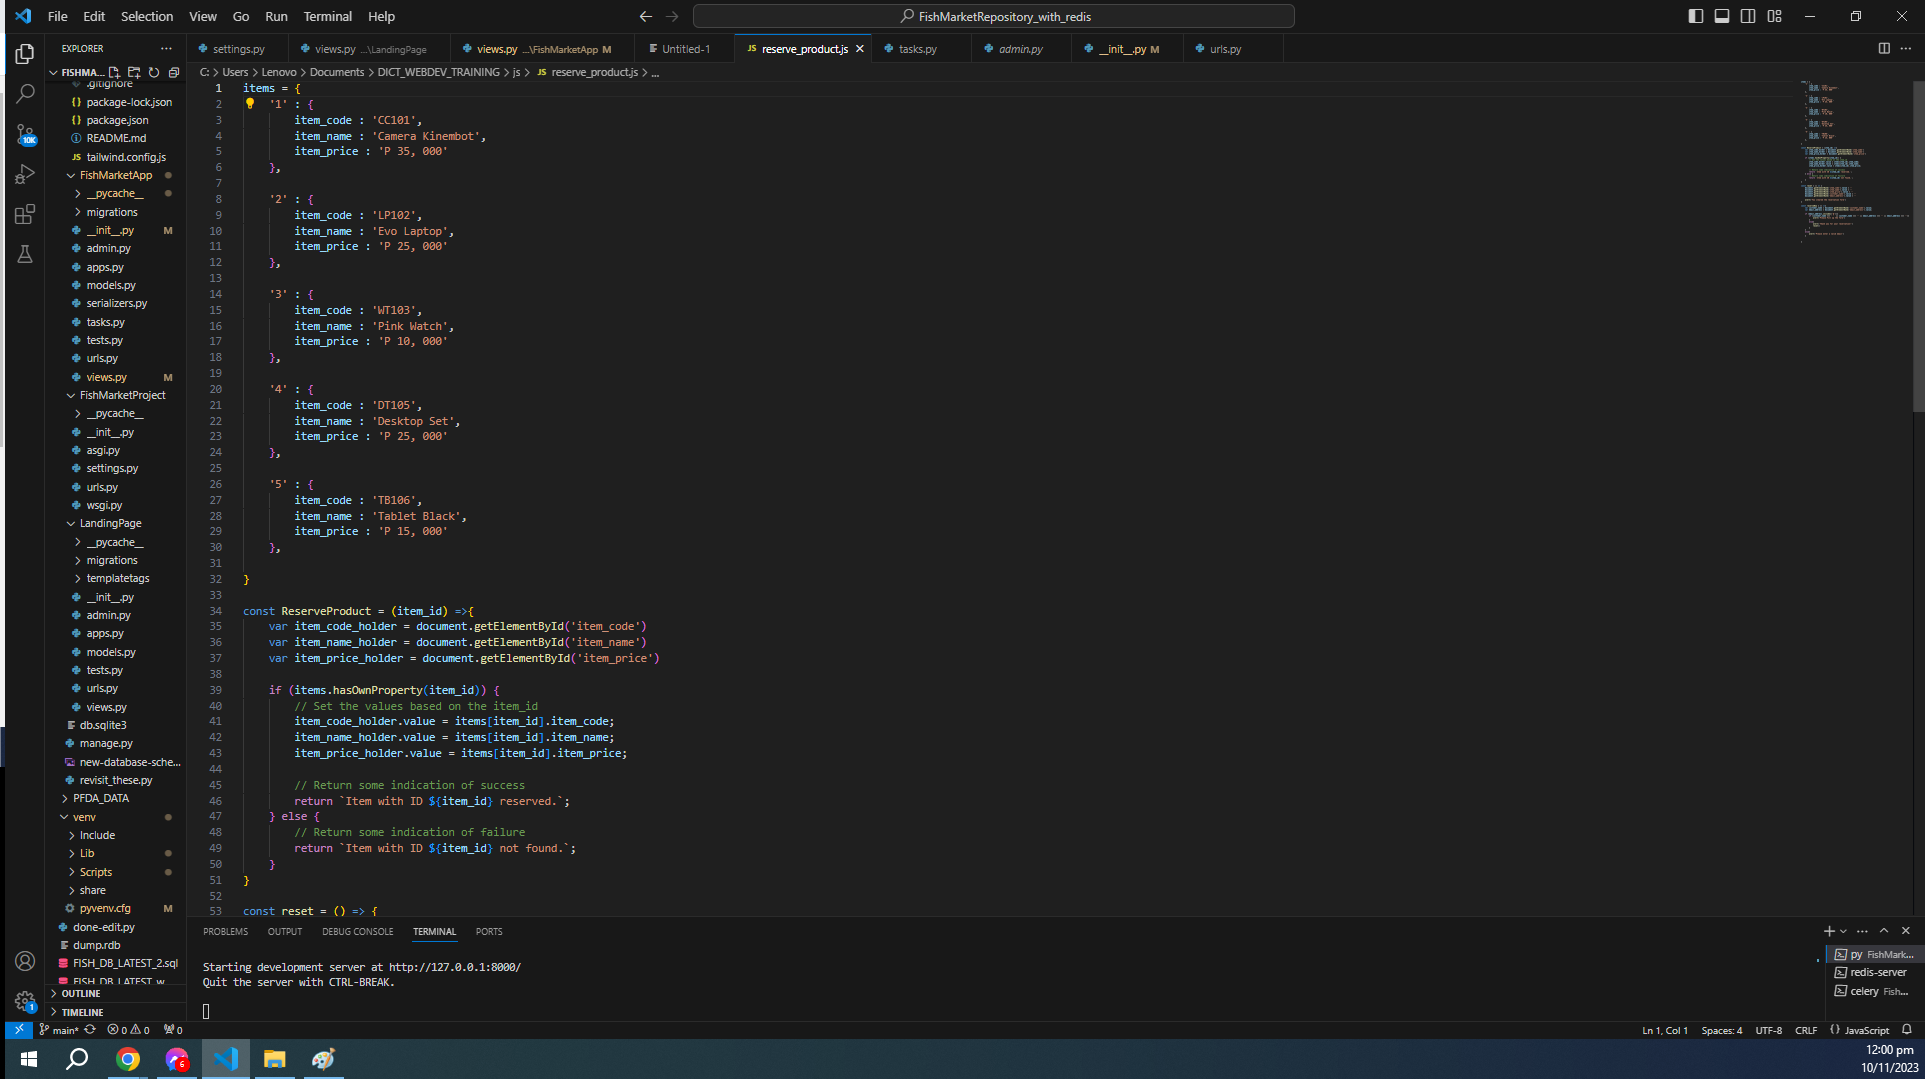 File Edit Selection View Go Run Terminal Help
FishMarketRepository_with_redis
EXPLORER
settings.py
views.py ...\LandingPage
views.py ...\FishMarketApp M
Untitled-1
JS reserve_product.js
tasks.py
admin.py
__init__.py M
urls.py
FISHMA...
C: > Users > Lenovo > Documents > DICT_WEBDEV_TRAINING > js > JS reserve_product.js > ...
.gitignore
{} package-lock.json
{} package.json
README.md
JS tailwind.config.js
FishMarketApp
__pycache__
migrations
__init__.py M
admin.py
apps.py
models.py
serializers.py
tasks.py
tests.py
urls.py
views.py M
FishMarketProject
__pycache__
__init__.py
asgi.py
settings.py
urls.py
wsgi.py
LandingPage
__pycache__
migrations
templatetags
__init__.py
admin.py
apps.py
models.py
tests.py
urls.py
views.py
db.sqlite3
manage.py
new-database-sche...
revisit_these.py
PFDA_DATA
venv
Include
Lib
Scripts
share
pyvenv.cfg M
done-edit.py
dump.rdb
FISH_DB_LATEST_2.sql
FISH_DB_LATEST_w
OUTLINE
TIMELINE
10K
1
1 items = {
2 '1' : {
3 item_code : 'CC101',
4 item_name : 'Camera Kinembot',
5 item_price : 'P 35, 000'
6 },
7
8 '2' : {
9 item_code : 'LP102',
10 item_name : 'Evo Laptop',
11 item_price : 'P 25, 000'
12 },
13
14 '3' : {
15 item_code : 'WT103',
16 item_name : 'Pink Watch',
17 item_price : 'P 10, 000'
18 },
19
20 '4' : {
21 item_code : 'DT105',
22 item_name : 'Desktop Set',
23 item_price : 'P 25, 000'
24 },
25
26 '5' : {
27 item_code : 'TB106',
28 item_name : 'Tablet Black',
29 item_price : 'P 15, 000'
30 },
31
32 }
33
34 const ReserveProduct = (item_id) =>{
35 var item_code_holder = document.getElementById('item_code')
36 var item_name_holder = document.getElementById('item_name')
37 var item_price_holder = document.getElementById('item_price')
38
39 if (items.hasOwnProperty(item_id)) {
40 // Set the values based on the item_id
41 item_code_holder.value = items[item_id].item_code;
42 item_name_holder.value = items[item_id].item_name;
43 item_price_holder.value = items[item_id].item_price;
44
45 // Return some indication of success
46 return `Item with ID ${item_id} reserved.`;
47 } else {
48 // Return some indication of failure
49 return `Item with ID ${item_id} not found.`;
50 }
51 }
52
53 const reset = () => {
PROBLEMS OUTPUT DEBUG CONSOLE TERMINAL PORTS
Starting development server at http://127.0.0.1:8000/
Quit the server with CTRL-BREAK.
py FishMark...
redis-server
celery Fish...
main* 0 0 0
Ln 1, Col 1 Spaces: 4 UTF-8 CRLF {} JavaScript
6
12:00 pm
10/11/2023